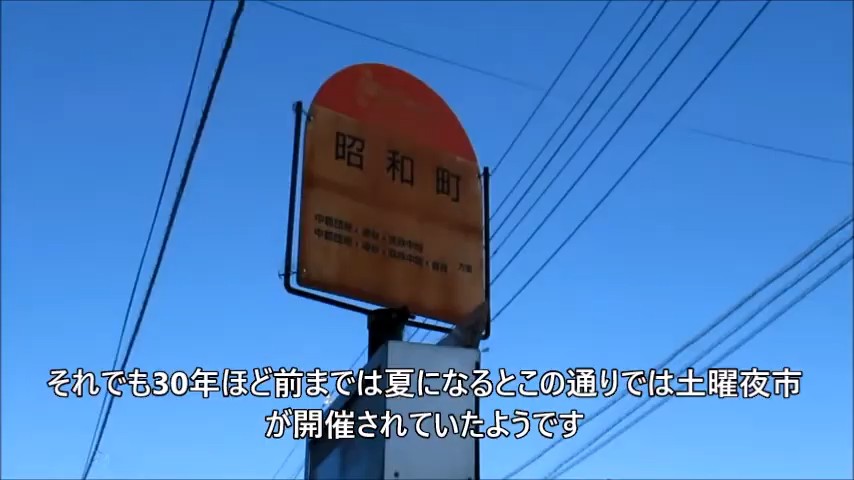 昭和町
それでも30年ほど前までは夏になるとこの通りでは土曜夜市
が開催されていたようです